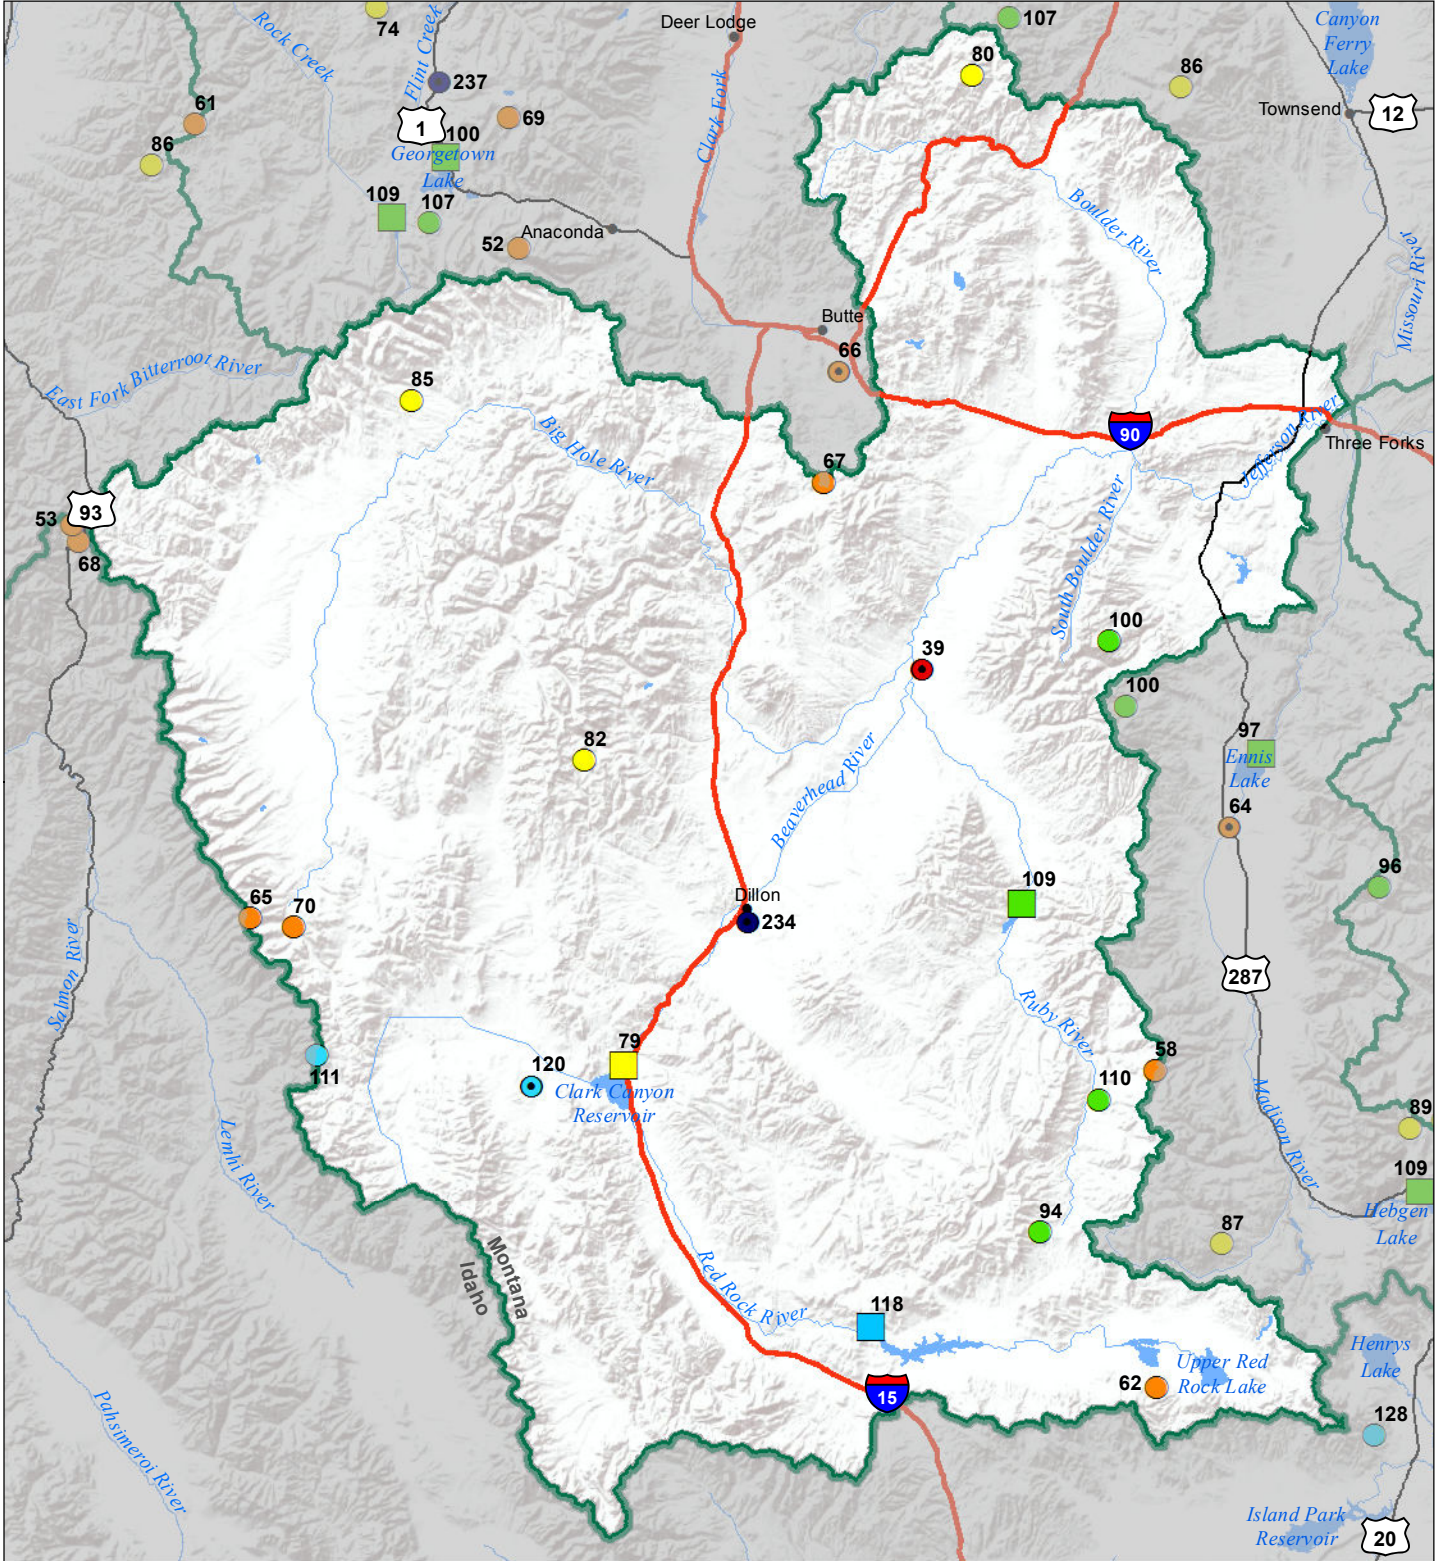 74
Rock Creek
Flint Creek
237
1
100
Georgetown
Lake
69
61
86
109
107
52
Anaconda
Deer Lodge
Clark Fork
107
80
86
Canyon
Ferry
Lake
Townsend
12
Boulder River
Missouri River
Butte
66
East Fork Bitterroot River
85
Big Hole River
90
Jefferson River
Three Forks
67
93
53
68
South Boulder River
100
39
100
97
Ennis
Lake
64
82
Beaverhead River
96
65
70
Dillon
234
109
287
Salmon River
Ruby River
79
120
Clark Canyon
Reservoir
58
110
111
Madison River
89
109
Hebgen
Lake
Lemhi River
94
87
Montana
Idaho
Red Rock River
118
Upper Red
Rock Lake
62
15
Henrys
Lake
128
Pahsimeroi River
Island Park
Reservoir
20